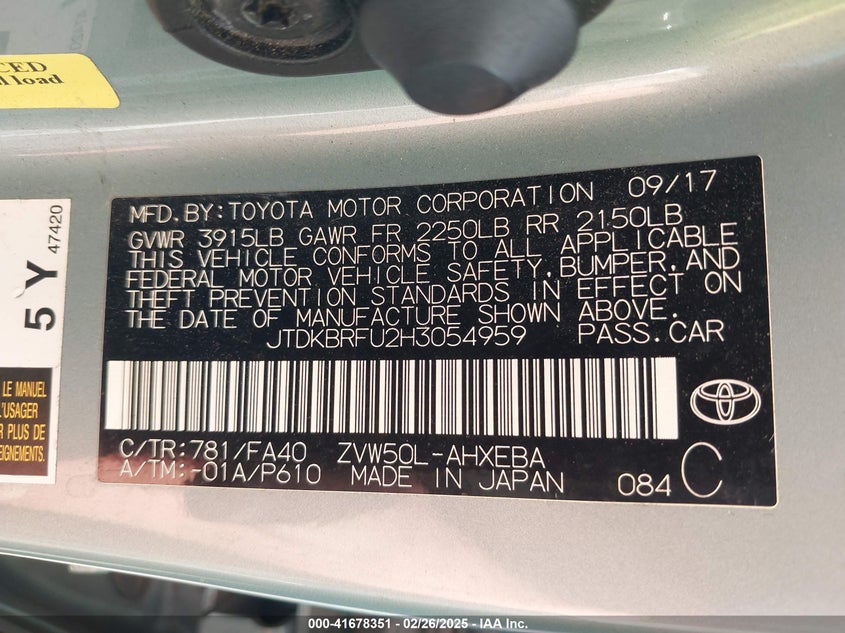 CED
l load
5 Y
47420
LE MANUEL
L'USAGER
R PLUS DE
EIGNEMENTS.
MFD. BY: TOYOTA MOTOR CORPORATION 09/17
GVWR 3915LB GAWR FR 2250LB RR 2150LB
THIS VEHICLE CONFORMS TO ALL APPLICABLE
FEDERAL MOTOR VEHICLE SAFETY, BUMPER, AND
THEFT PREVENTION STANDARDS IN EFFECT ON
THE DATE OF MANUFACTURE SHOWN ABOVE.
JTDKBRFU2H3054959 PASS. CAR
C/TR: 781/FA40 ZVW50L-AHXEBA
A/TM: -01A/P610 MADE IN JAPAN 084 C
000-41678351 - 02/26/2025 - IAA Inc.